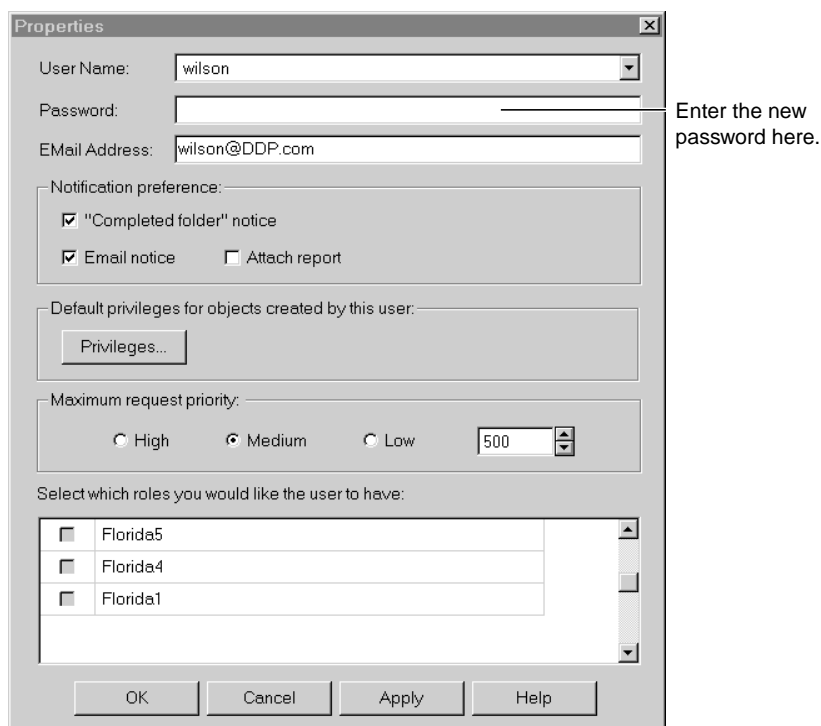 Properties
User Name: wilson
Password:
Enter the new
password here.
EMail Address: wilson@DDP.com
Notification preference:
"Completed folder" notice
Email notice Attach report
Default privileges for objects created by this user:
Privileges...
Maximum request priority:
High Medium Low 500
Select which roles you would like the user to have:
Florida5
Florida4
Florida1
OK Cancel Apply Help